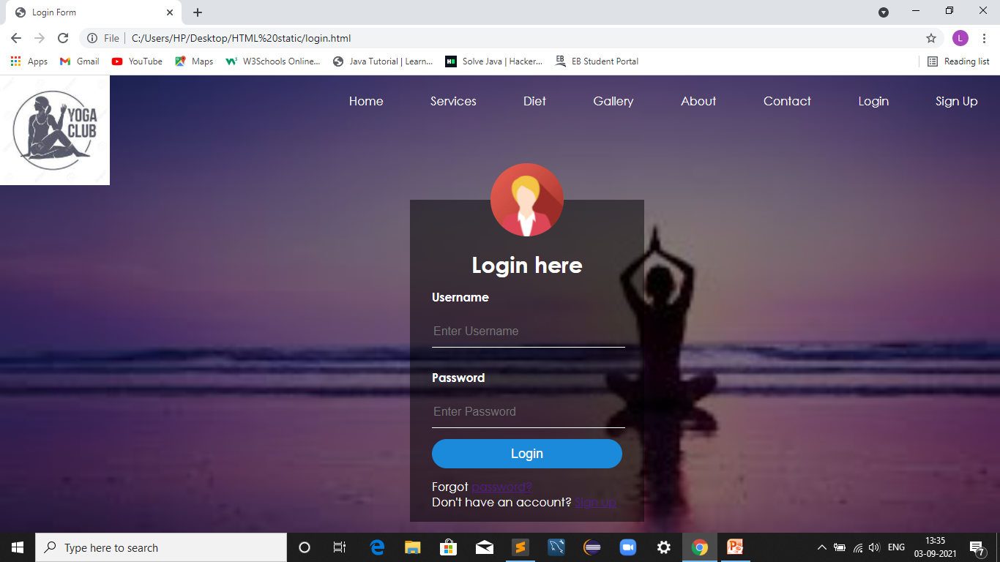 Login Form
File C:/Users/HP/Desktop/HTML%20static/login.html
L
Apps Gmail YouTube Maps W3Schools Online... Java Tutorial | Learn... Solve Java | Hacker... EB Student Portal Reading list
YOGA
CLUB
Home Services Diet Gallery About Contact Login Sign Up
Login here
Username
Enter Username
Password
Enter Password
Login
Forgot password?
Don't have an account? Sign up
Type here to search
ENG
13:35
03-09-2021
7